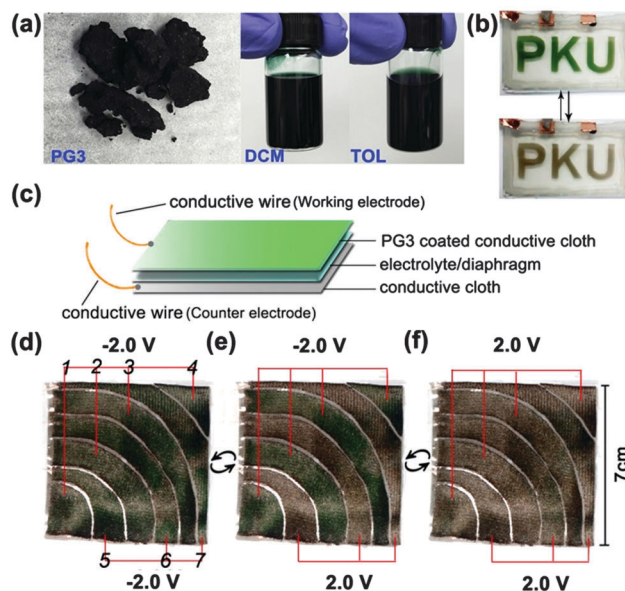 (a)
PG3
DCM
TOL
(b)
PKU
PKU
(c)
conductive wire (Working electrode)
PG3 coated conductive cloth
electrolyte/diaphragm
conductive cloth
conductive wire (Counter electrode)
(d)
-2.0 V
1 2 3 4
5 6 7
-2.0 V
(e)
-2.0 V
2.0 V
(f)
2.0 V
2.0 V
7cm